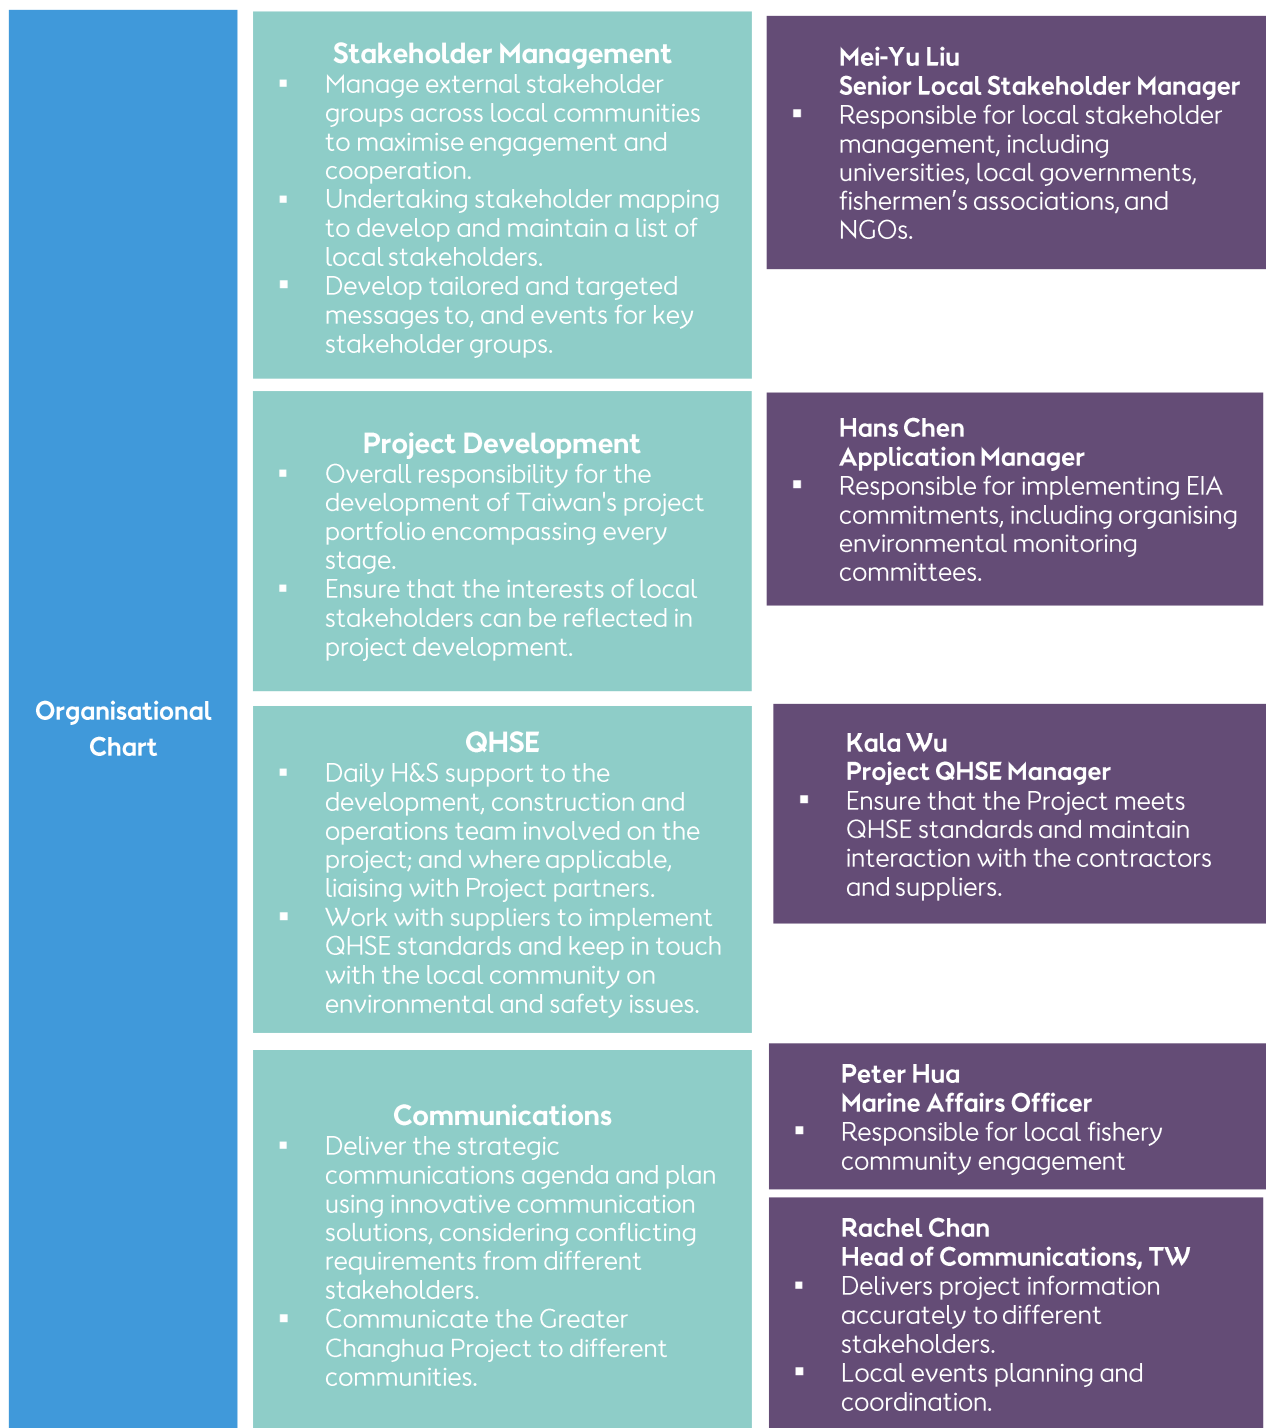 Organisational
Chart
Stakeholder Management
▪ Manage external stakeholder
groups across local communities
to maximise engagement and
cooperation.
▪ Undertaking stakeholder mapping
to develop and maintain a list of
local stakeholders.
▪ Develop tailored and targeted
messages to, and events for key
stakeholder groups.
Mei-Yu Liu
Senior Local Stakeholder Manager
▪ Responsible for local stakeholder
management, including
universities, local governments,
fishermen's associations, and
NGOs.
Project Development
▪ Overall responsibility for the
development of Taiwan's project
portfolio encompassing every
stage.
▪ Ensure that the interests of local
stakeholders can be reflected in
project development.
Hans Chen
Application Manager
▪ Responsible for implementing EIA
commitments, including organising
environmental monitoring
committees.
QHSE
▪ Daily H&S support to the
development, construction and
operations team involved on the
project; and where applicable,
liaising with Project partners.
▪ Work with suppliers to implement
QHSE standards and keep in touch
with the local community on
environmental and safety issues.
Kala Wu
Project QHSE Manager
▪ Ensure that the Project meets
QHSE standards and maintain
interaction with the contractors
and suppliers.
Communications
▪ Deliver the strategic
communications agenda and plan
using innovative communication
solutions, considering conflicting
requirements from different
stakeholders.
▪ Communicate the Greater
Changhua Project to different
communities.
Peter Hua
Marine Affairs Officer
▪ Responsible for local fishery
community engagement
Rachel Chan
Head of Communications, TW
▪ Delivers project information
accurately to different
stakeholders.
▪ Local events planning and
coordination.